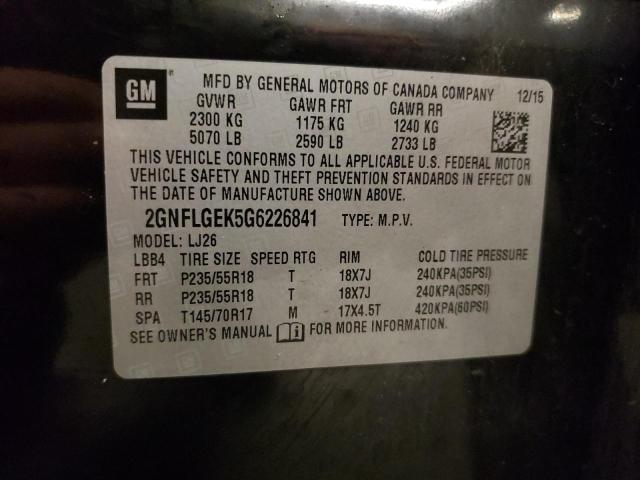 GM
MFD BY GENERAL MOTORS OF CANADA COMPANY 12/15
GVWR GAWR FRT GAWR RR
2300 KG 1175 KG 1240 KG
5070 LB 2590 LB 2733 LB
THIS VEHICLE CONFORMS TO ALL APPLICABLE U.S. FEDERAL MOTOR
VEHICLE SAFETY AND THEFT PREVENTION STANDARDS IN EFFECT ON
THE DATE OF MANUFACTURE SHOWN ABOVE.
2GNFLGEK5G6226841 TYPE: M.P.V.
MODEL: LJ26
LBB4 TIRE SIZE SPEED RTG RIM COLD TIRE PRESSURE
FRT P235/55R18 T 18X7J 240KPA(35PSI)
RR P235/55R18 T 18X7J 240KPA(35PSI)
SPA T145/70R17 M 17X4.5T 420KPA(60PSI)
SEE OWNER'S MANUAL FOR MORE INFORMATION.